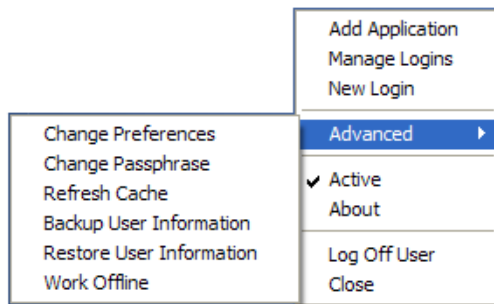 Add Application
Manage Logins
New Login
Advanced
Change Preferences
Change Passphrase
Refresh Cache
Backup User Information
Restore User Information
Work Offline
Active
About
Log Off User
Close